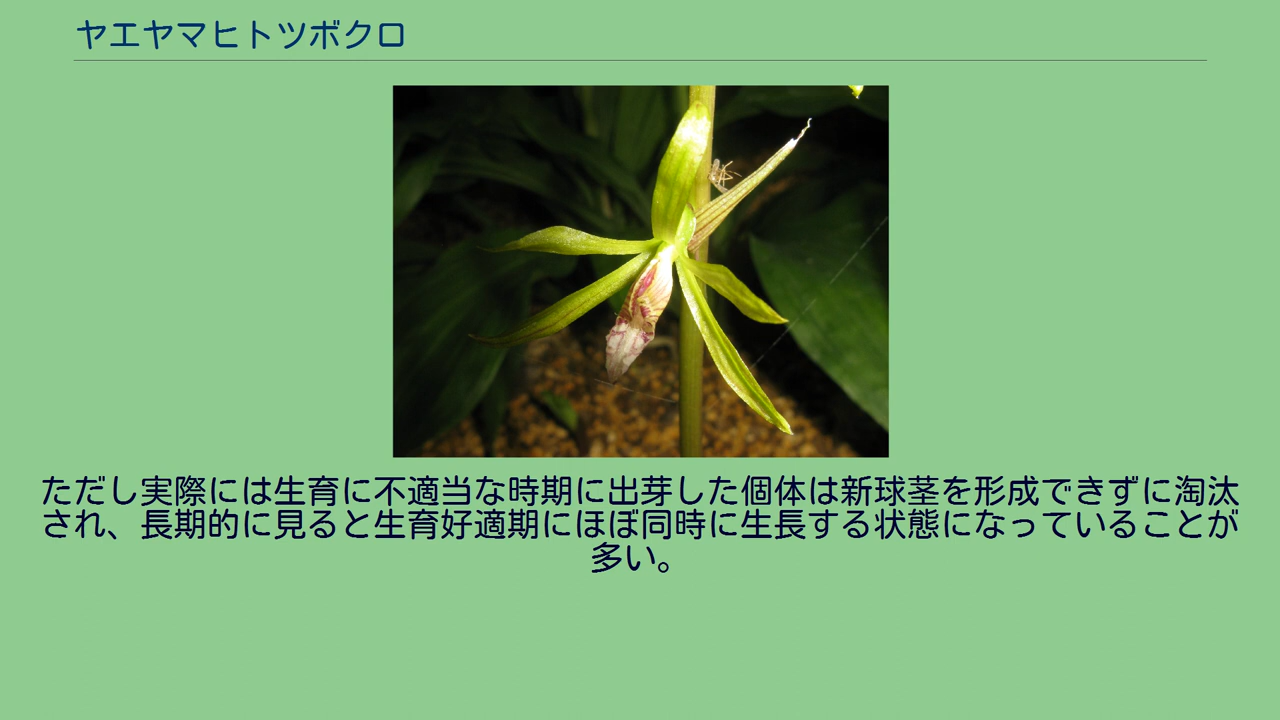 ヤエヤマヒトツボクロ
ただし実際には生育に不適当な時期に出芽した個体は新球茎を形成できずに淘汰
され、長期的に見ると生育好適期にほぼ同時に生長する状態になっていることが
多い。